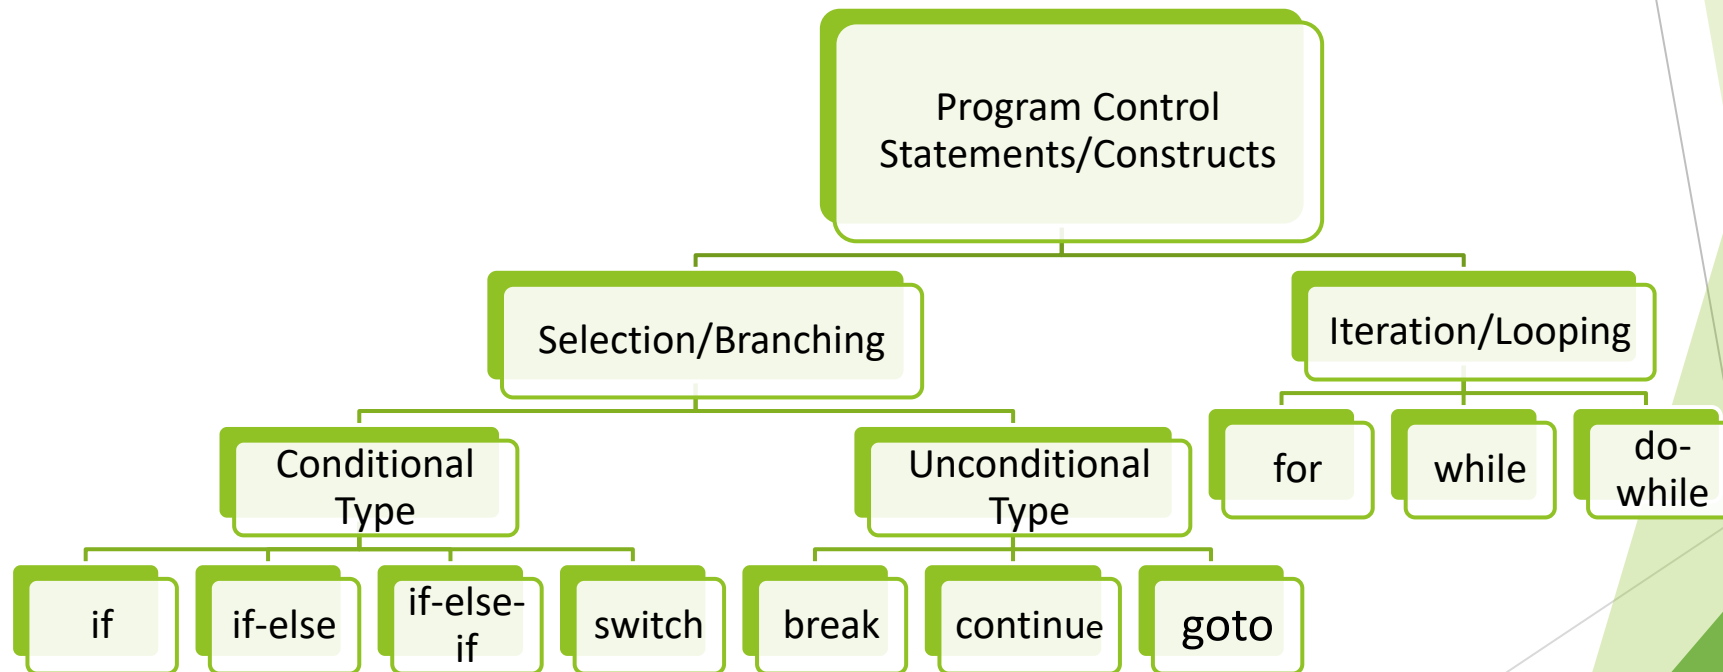 Program Control
Statements/Constructs
Selection/Branching
Iteration/Looping
Conditional
Type
Unconditional
Type
for
while
do-
while
if
if-else
if-else-
if
switch
break
continue
goto